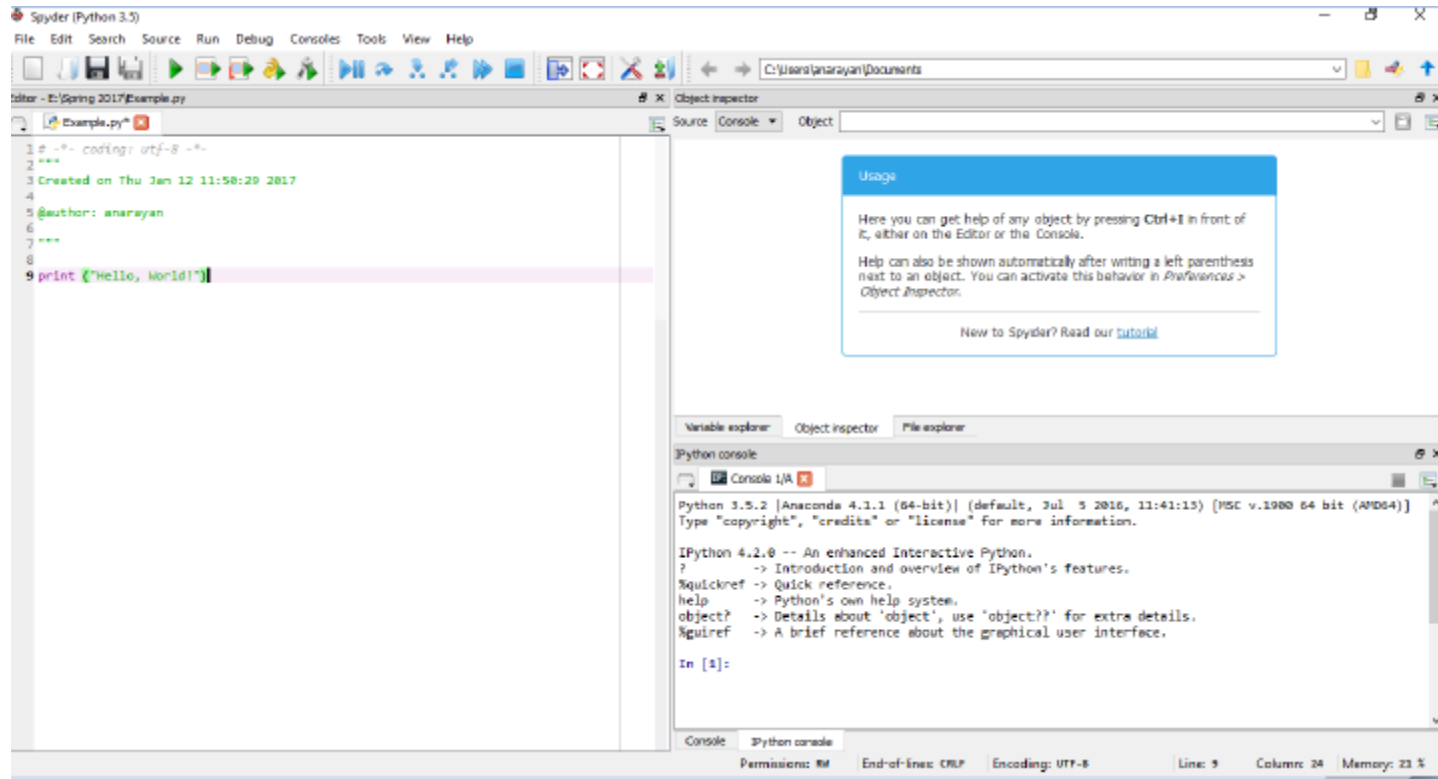 Spyder (Python 3.5)
File Edit Search Source Run Debug Consoles Tools View Help
C:\Users\anarayan\Documents
Editor - E:\Spring 2017\Example.py
Example.py*
1 # -*- coding: utf-8 -*-
2 """
3 Created on Thu Jan 12 11:50:29 2017
4
5 @author: anarayan
6
7 """
8
9 print ("Hello, World!")
Object inspector
Source Console Object
Usage
Here you can get help of any object by pressing Ctrl+I in front of
it, either on the Editor or the Console.
Help can also be shown automatically after writing a left parenthesis
next to an object. You can activate this behavior in Preferences >
Object Inspector.
New to Spyder? Read our tutorial
Variable explorer Object inspector File explorer
IPython console
Console 1/A
Python 3.5.2 |Anaconda 4.1.1 (64-bit)| (default, Jul 5 2016, 11:41:13) [MSC v.1900 64 bit (AMD64)]
Type "copyright", "credits" or "license" for more information.
IPython 4.2.0 -- An enhanced Interactive Python.
? -> Introduction and overview of IPython's features.
%quickref -> Quick reference.
help -> Python's own help system.
object? -> Details about 'object', use 'object??' for extra details.
%guiref -> A brief reference about the graphical user interface.
In [1]:
Console IPython console
Permissions: RW End-of-lines: CRLF Encoding: UTF-8 Line: 9 Column: 24 Memory: 23 %